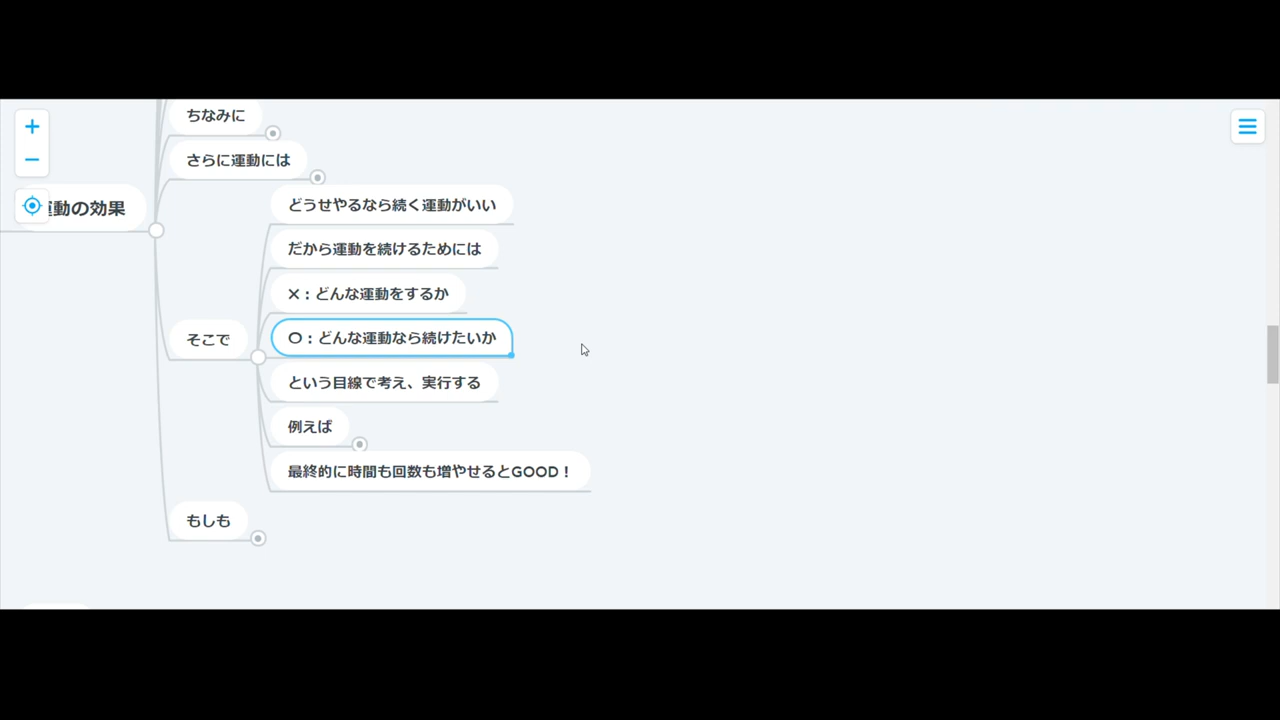 ちなみに
さらに運動には
運動の効果
どうせやるなら続く運動がいい
だから運動を続けるためには
×：どんな運動をするか
そこで
○：どんな運動なら続けたいか
という目線で考え、実行する
例えば
最終的に時間も回数も増やせるとGOOD！
もしも